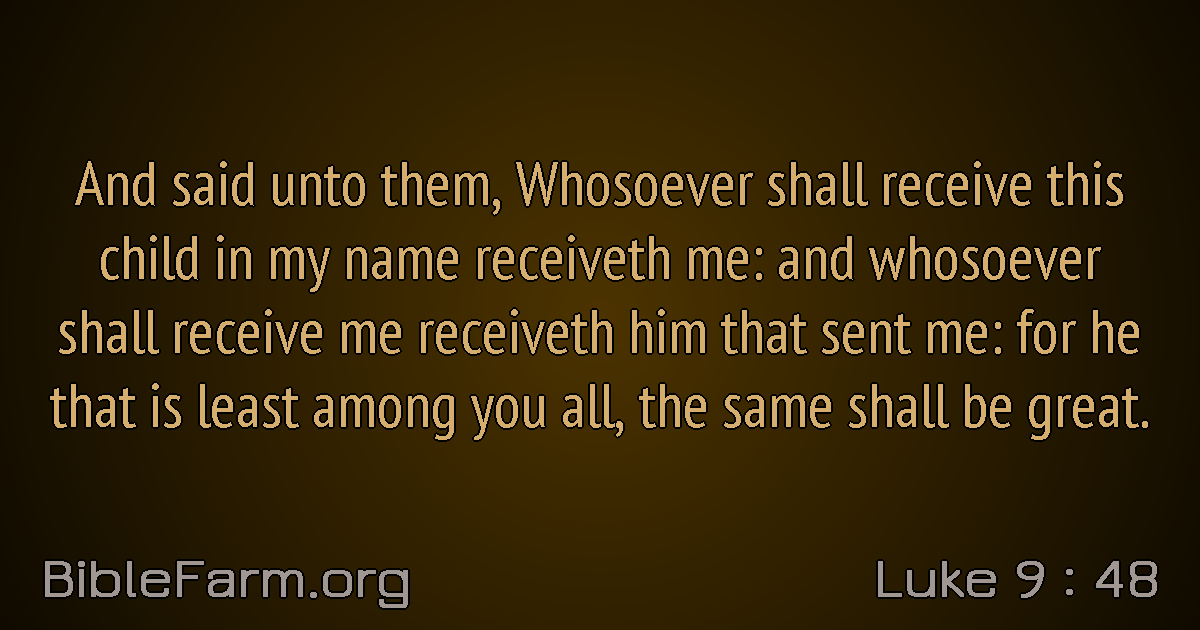 And said unto them, Whosoever shall receive this
child in my name receiveth me: and whosoever
shall receive me receiveth him that sent me: for he
that is least among you all, the same shall be great.
BibleFarm.org
Luke 9 : 48